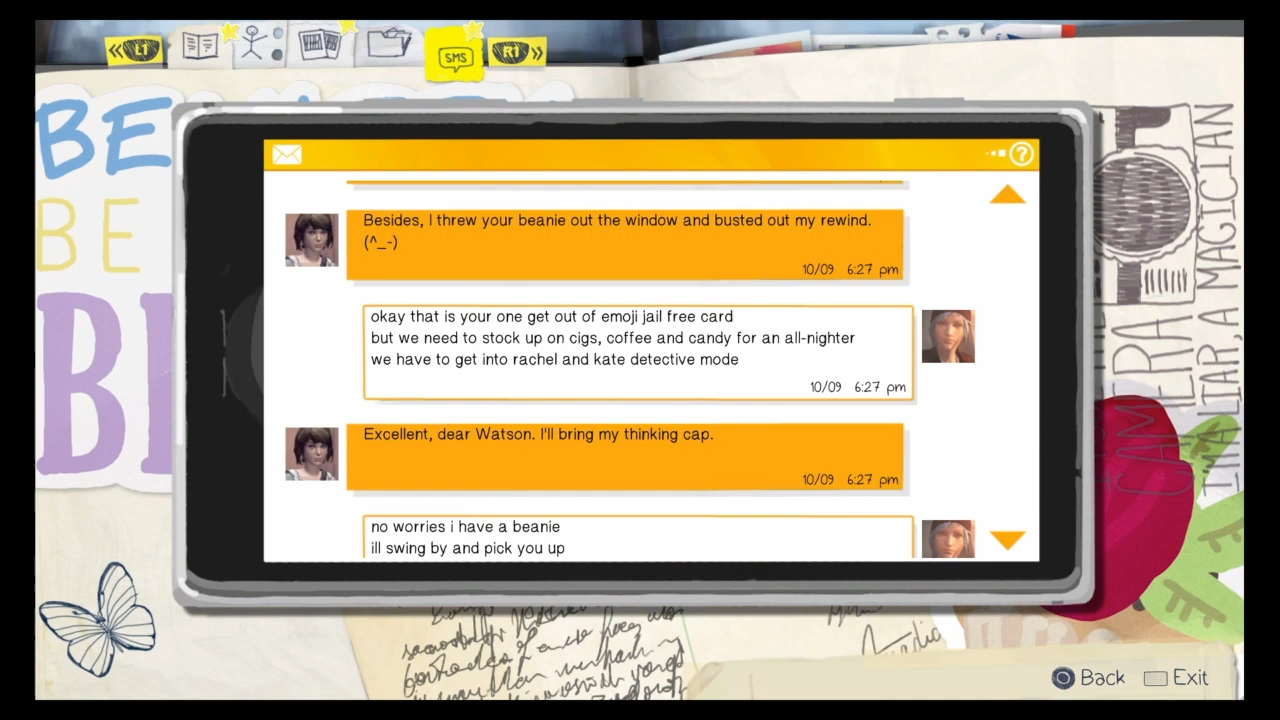 L1
SMS
R1
BE
BE
Besides, I threw your beanie out the window and busted out my rewind.
(^_-)
10/09 6:27 pm
okay that is your one get out of emoji jail free card
but we need to stock up on cigs, coffee and candy for an all-nighter
we have to get into rachel and kate detective mode
10/09 6:27 pm
Excellent, dear Watson. I'll bring my thinking cap.
10/09 6:27 pm
no worries i have a beanie
ill swing by and pick you up
?
CAMERA
LIAR, A MAGICIAN
Back
Exit